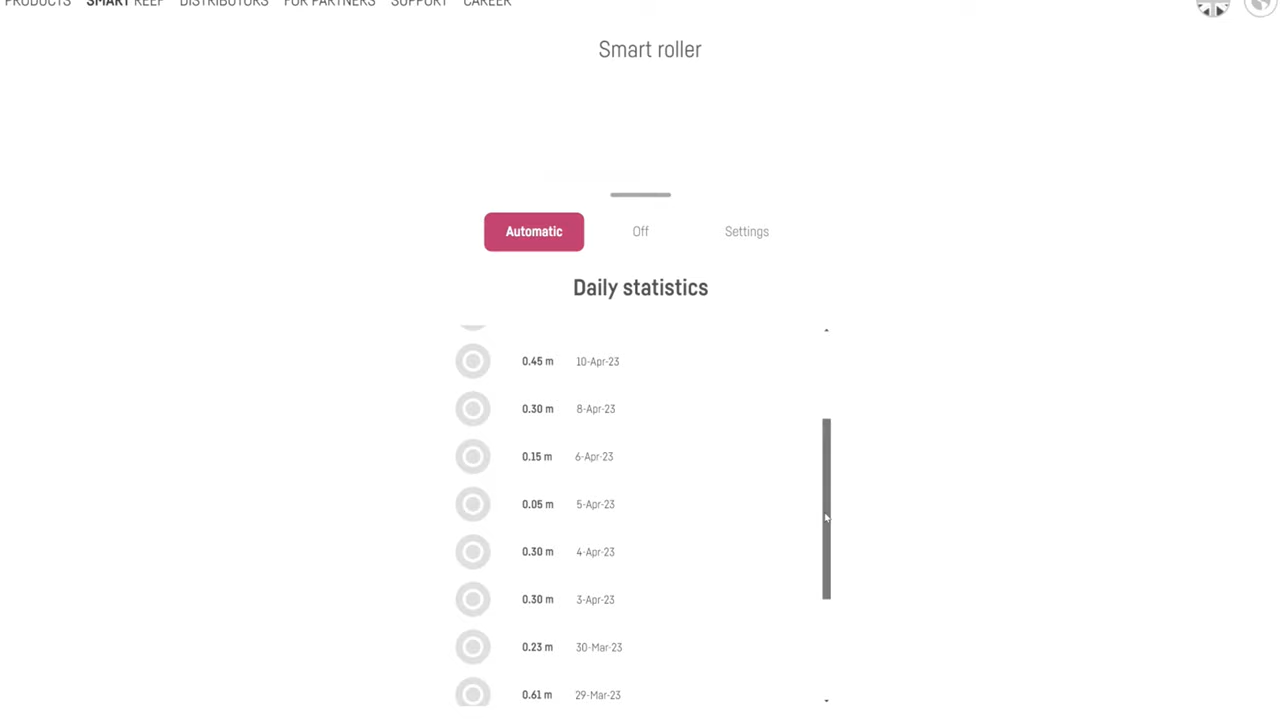 PRODUCTS SMART REEF DISTRIBUTORS FOR PARTNERS SUPPORT CAREER
Smart roller
Automatic Off Settings
Daily statistics
0.45 m 10-Apr-23
0.30 m 8-Apr-23
0.15 m 6-Apr-23
0.05 m 5-Apr-23
0.30 m 4-Apr-23
0.30 m 3-Apr-23
0.23 m 30-Mar-23
0.61 m 29-Mar-23